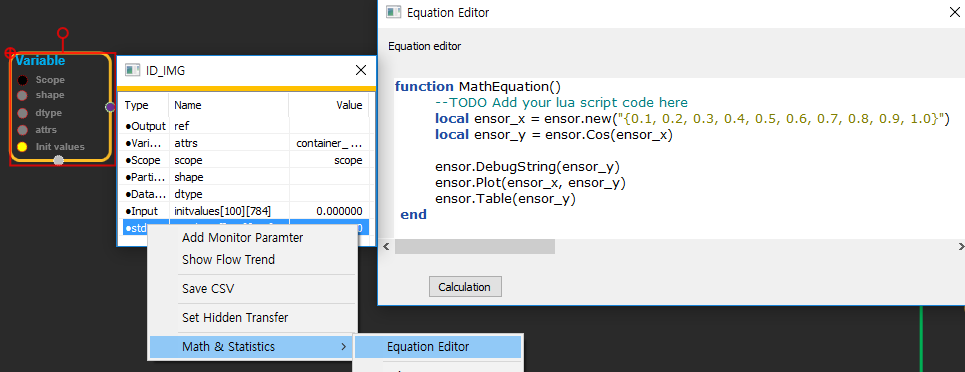 Variable
Scope
shape
dtype
attrs
Init values
ID_IMG
Type Name Value
●Output ref
●Vari... attrs container_...
●Scope scope scope
●Parti... shape
●Data... dtype
●Input initvalues[100][784] 0.000000
●std
Add Monitor Paramter
Show Flow Trend
Save CSV
Set Hidden Transfer
Math & Statistics
Equation Editor
Equation Editor
Equation editor
function MathEquation()
--TODO Add your lua script code here
local ensor_x = ensor.new("{0.1, 0.2, 0.3, 0.4, 0.5, 0.6, 0.7, 0.8, 0.9, 1.0}")
local ensor_y = ensor.Cos(ensor_x)
ensor.DebugString(ensor_y)
ensor.Plot(ensor_x, ensor_y)
ensor.Table(ensor_y)
end
Calculation